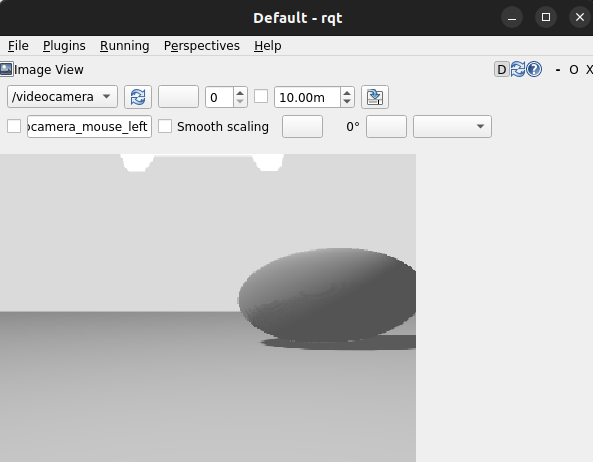 Default - rqt
File Plugins Running Perspectives Help
Image View D - O X
/videocamera 0 10.00m
ocamera_mouse_left Smooth scaling 0°